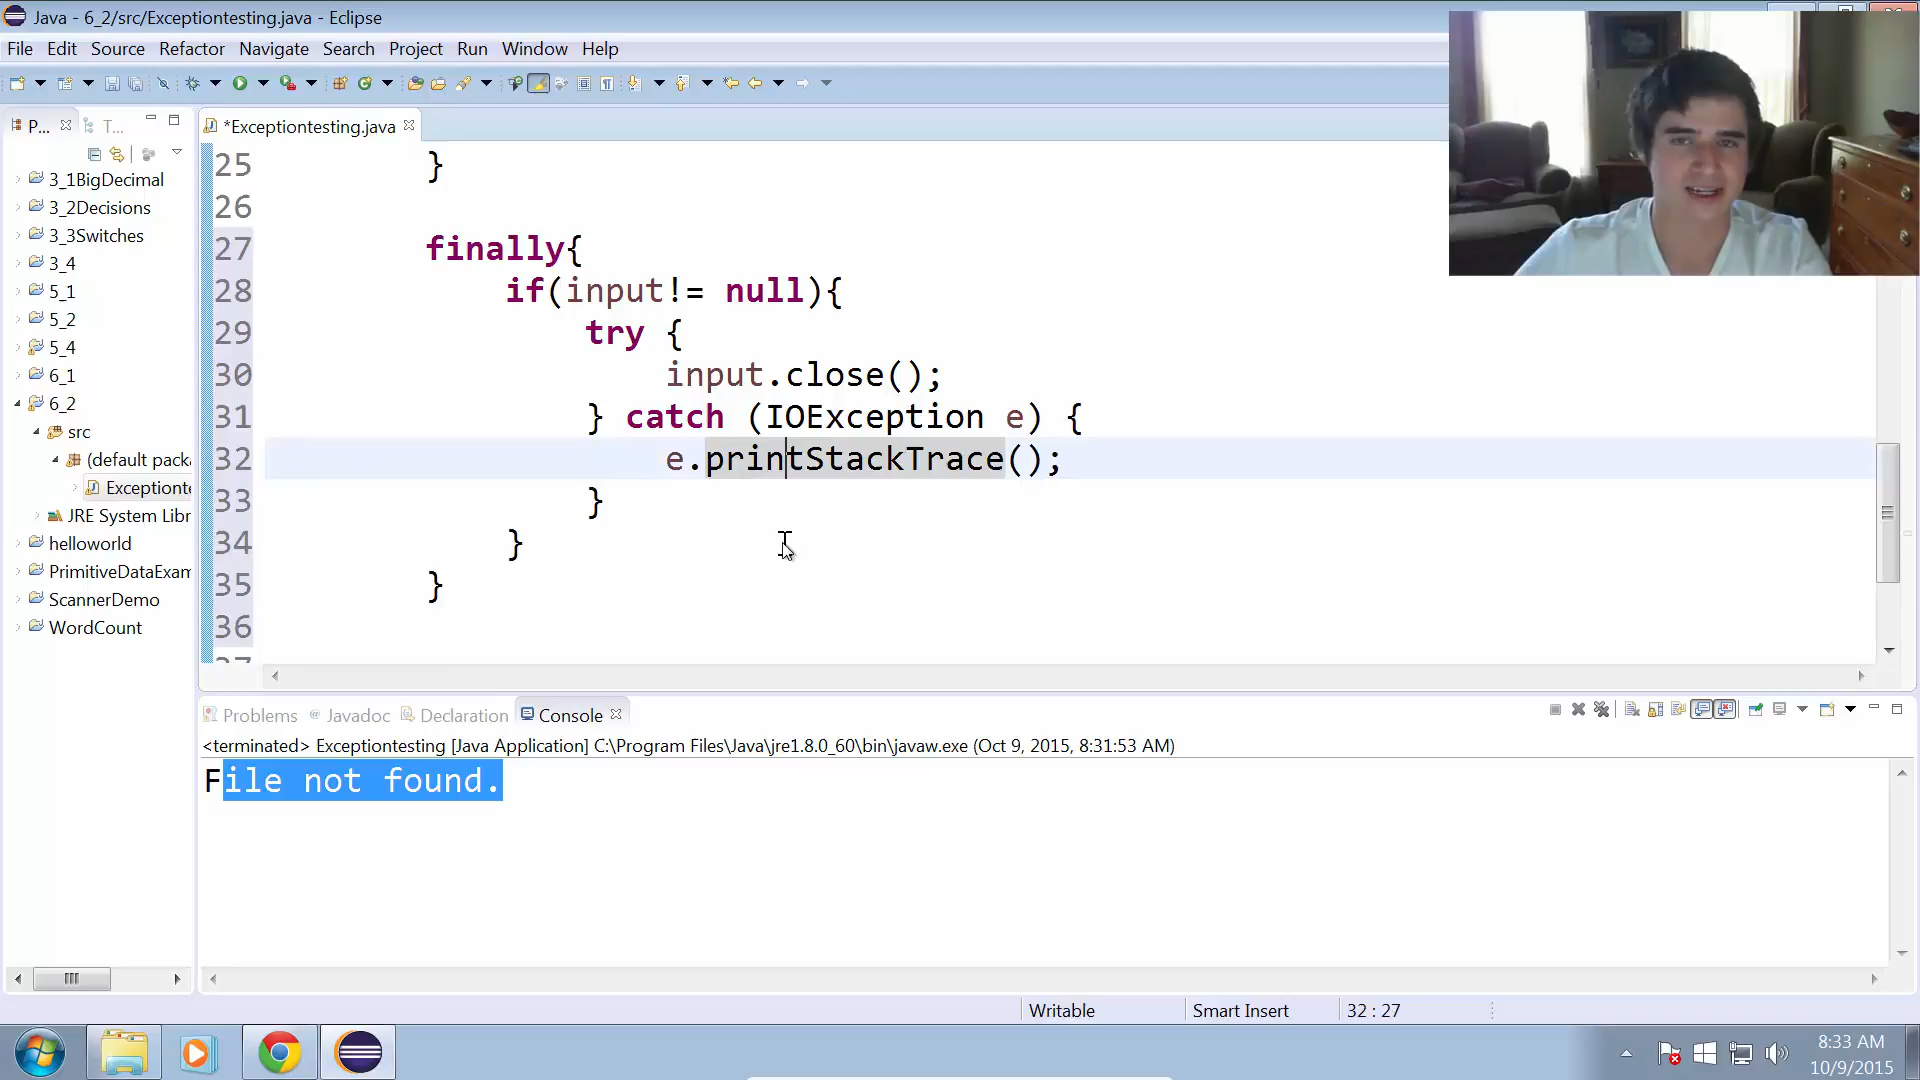 Java - 6_2/src/Exceptiontesting.java - Eclipse
File Edit Source Refactor Navigate Search Project Run Window Help
P... T...
*Exceptiontesting.java
3_1BigDecimal
3_2Decisions
3_3Switches
3_4
5_1
5_2
5_4
6_1
6_2
src
(default pack
Exceptionte
JRE System Libr
helloworld
PrimitiveDataExam
ScannerDemo
WordCount
25 }
26
27 finally{
28 if(input!= null){
29 try {
30 input.close();
31 } catch (IOException e) {
32 e.printStackTrace();
33 }
34 }
35 }
36
Problems Javadoc Declaration Console
<terminated> Exceptiontesting [Java Application] C:\Program Files\Java\jre1.8.0_60\bin\javaw.exe (Oct 9, 2015, 8:31:53 AM)
File not found.
Writable Smart Insert 32 : 27
8:33 AM
10/9/2015